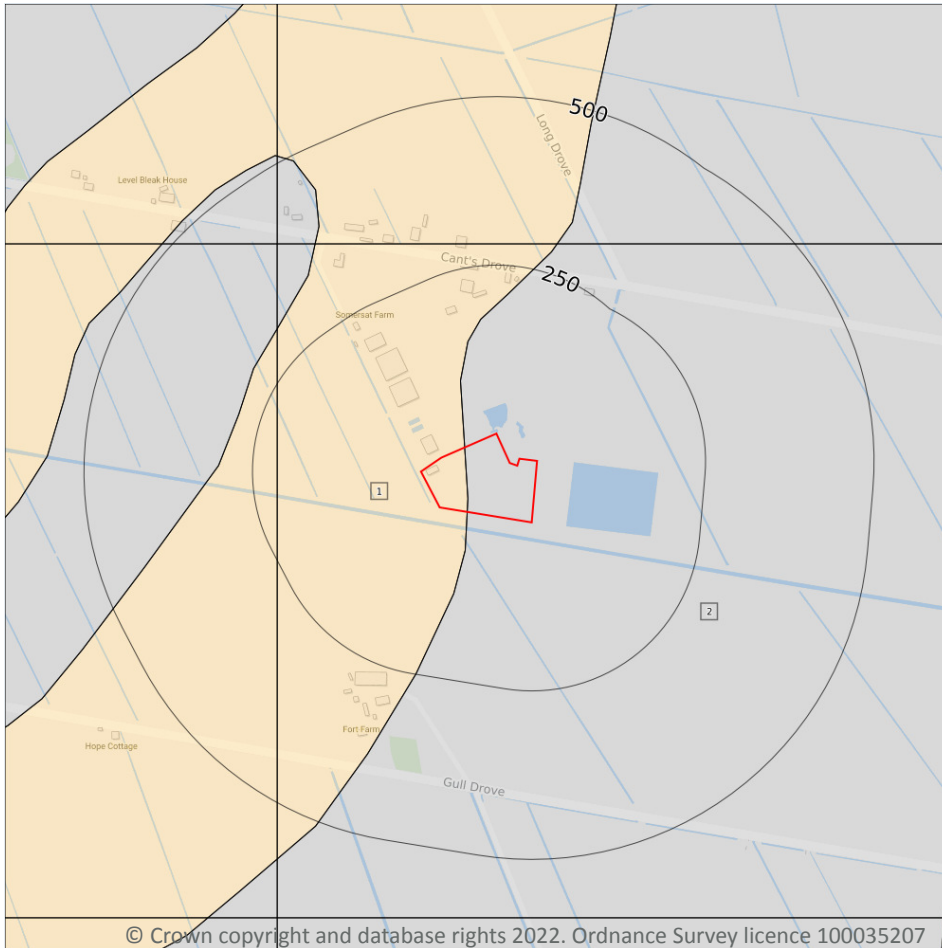 500
Long Drove
Level Bleak House
Cant's Drove
250
Somersat Farm
1
2
Fort Farm
Hope Cottage
Gull Drove
© Crown copyright and database rights 2022. Ordnance Survey licence 100035207